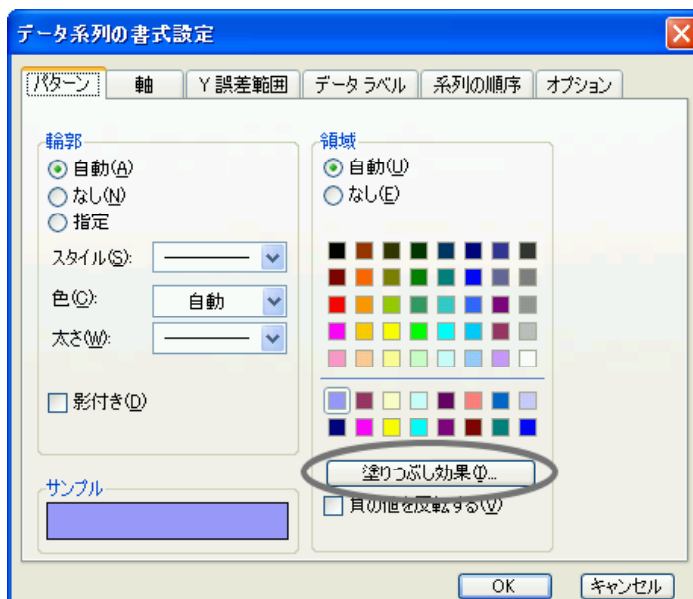 データ系列の書式設定
パターン 軸 Y 誤差範囲 データ ラベル 系列の順序 オプション
輪郭
自動(A)
なし(N)
指定
スタイル(S):
色(C): 自動
太さ(W):
影付き(D)
サンプル
領域
自動(U)
なし(E)
塗りつぶし効果(I)...
負の値を反転する(V)
OK キャンセル